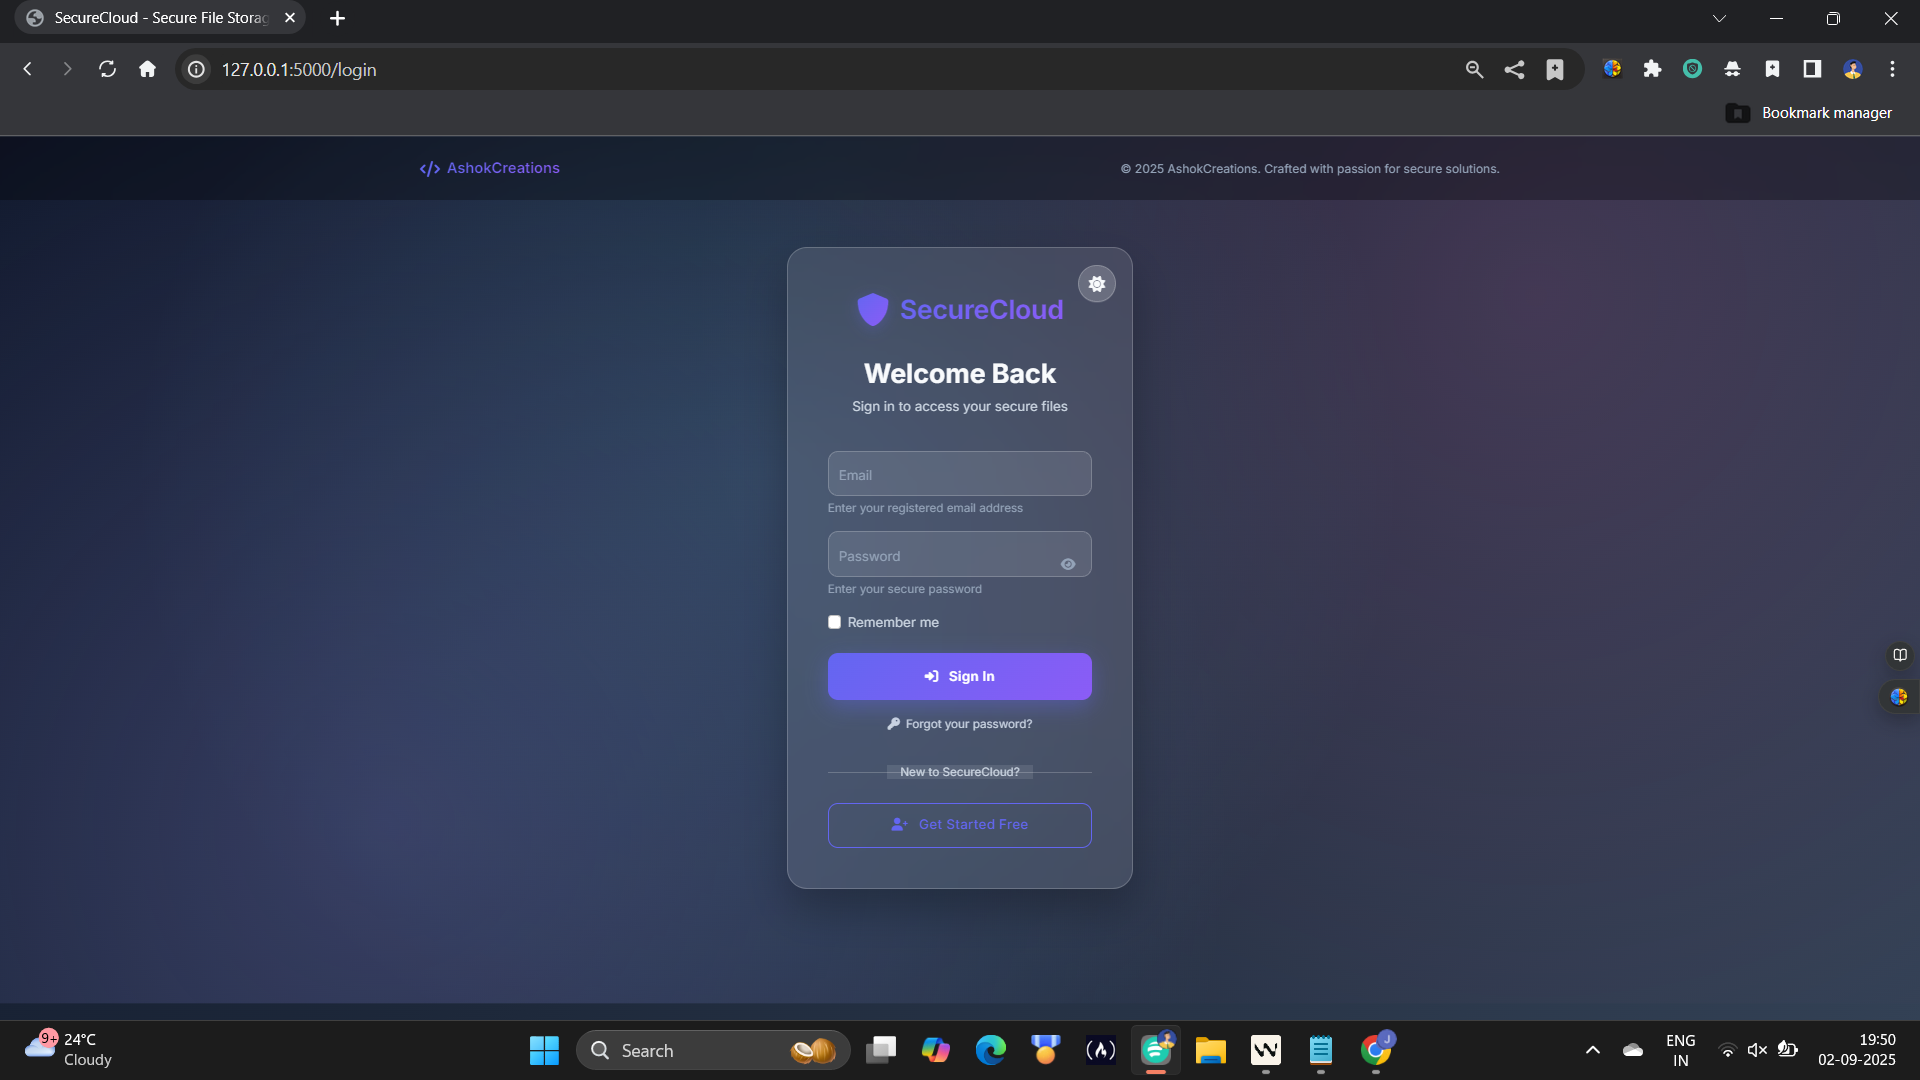 SecureCloud - Secure File Storag
127.0.0.1:5000/login
Bookmark manager
</> AshokCreations
© 2025 AshokCreations. Crafted with passion for secure solutions.
SecureCloud
Welcome Back
Sign in to access your secure files
Email
Enter your registered email address
Password
Enter your secure password
Remember me
Sign In
Forgot your password?
New to SecureCloud?
Get Started Free
9+
24°C
Cloudy
Search
J
ENG
IN
19:50
02-09-2025